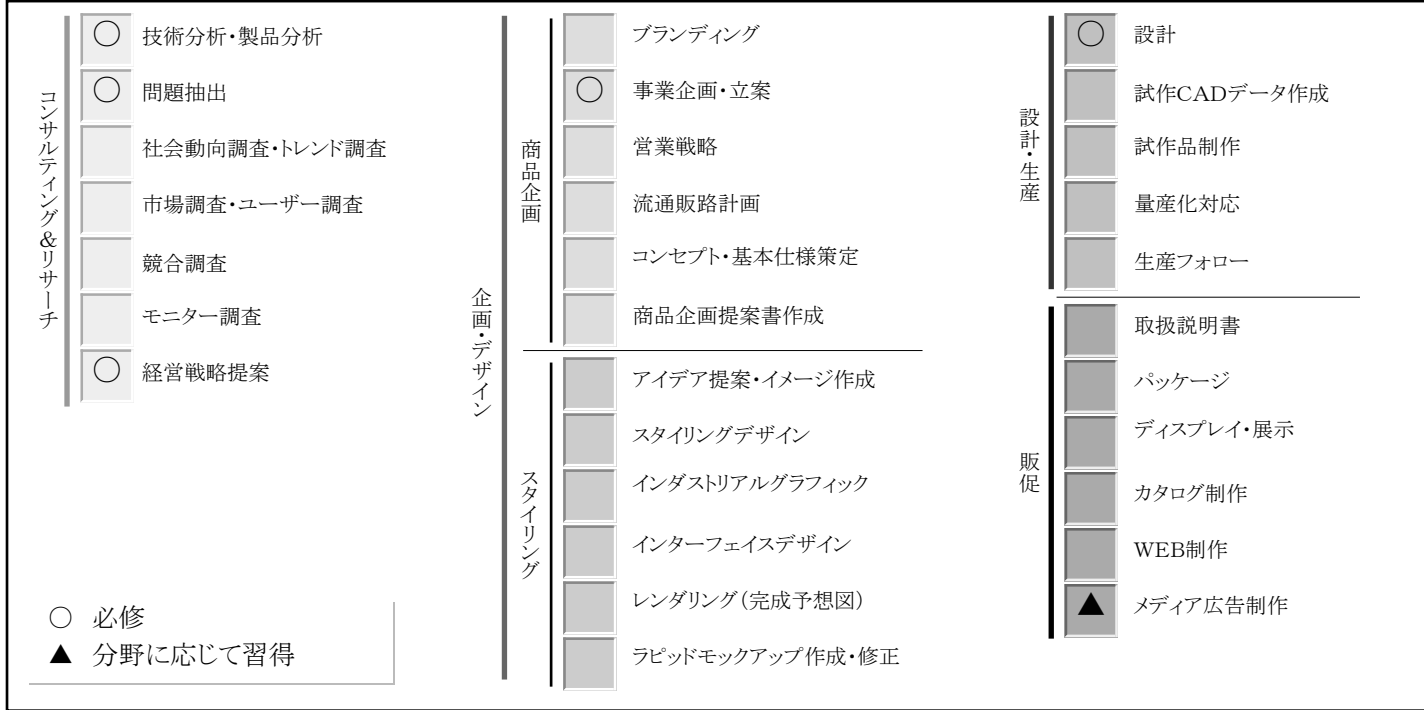 コンサルティング&リサーチ
○ 技術分析・製品分析
○ 問題抽出
社会動向調査・トレンド調査
市場調査・ユーザー調査
競合調査
モニター調査
○ 経営戦略提案
企画・デザイン
商品企画
ブランディング
○ 事業企画・立案
営業戦略
流通販路計画
コンセプト・基本仕様策定
商品企画提案書作成
スタイリング
アイデア提案・イメージ作成
スタイリングデザイン
インダストリアルグラフィック
インターフェイスデザイン
レンダリング(完成予想図)
ラピッドモックアップ作成・修正
設計・生産
○ 設計
試作CADデータ作成
試作品制作
量産化対応
生産フォロー
販促
取扱説明書
パッケージ
ディスプレイ・展示
カタログ制作
WEB制作
▲ メディア広告制作
○ 必修
▲ 分野に応じて習得